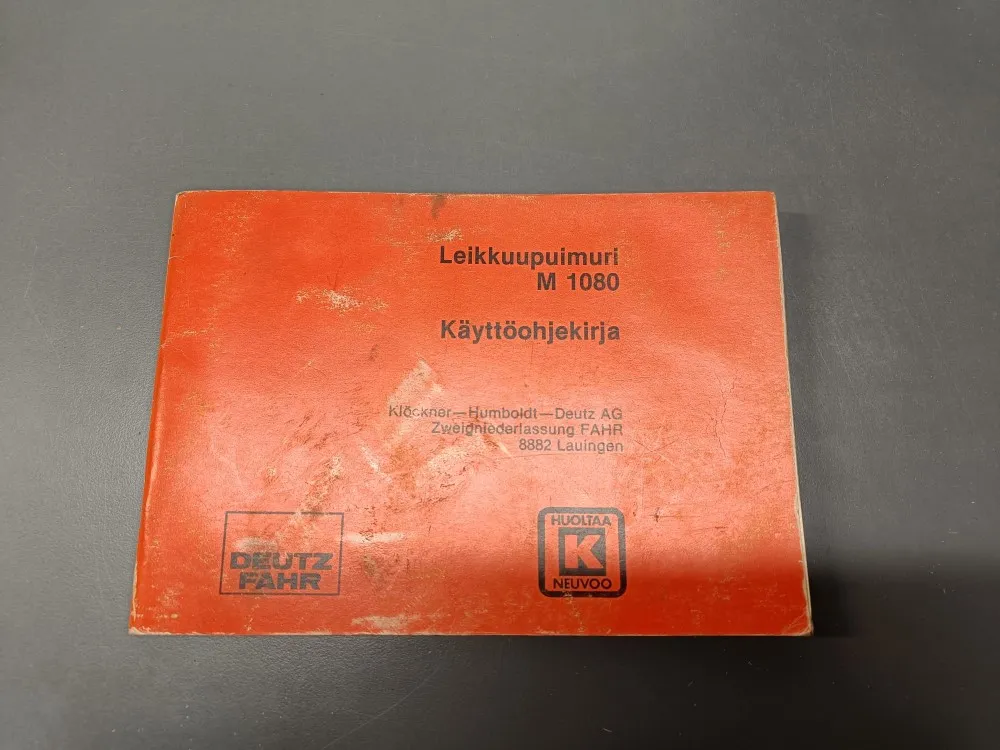 Leikkuupuimuri
M 1080
Käyttöohjekirja
Klöckner—Humboldt—Deutz AG
Zweigniederlassung FAHR
8882 Lauingen
DEUTZ
FAHR
HUOLTAA
K
NEUVOO